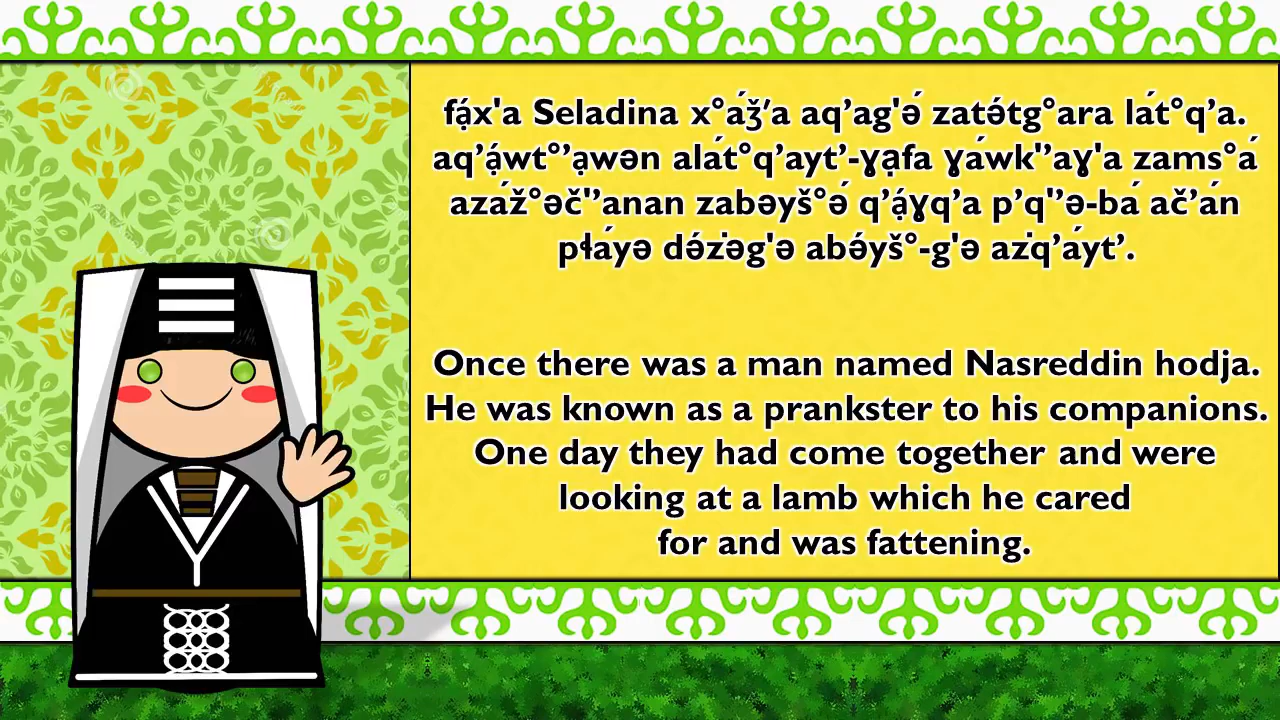 fạ́x'a Seladina x°aǯ́'a aq’ag'ə́ zatə́tg°ara lát°q’a.
aq’ạ́wt°’ạwən alát°q’ayt’-ɣạfa ɣáwk'’aɣ'a zams°á
azáž°əč'’anan zabəyš°ə́ q’ạ́ɣq’a p’q'’ə-bá ač’án
pɬáyə də́żəg'ə abə́yš°-g'ə ażq’áyt’.
Once there was a man named Nasreddin hodja.
He was known as a prankster to his companions.
One day they had come together and were
looking at a lamb which he cared
for and was fattening.